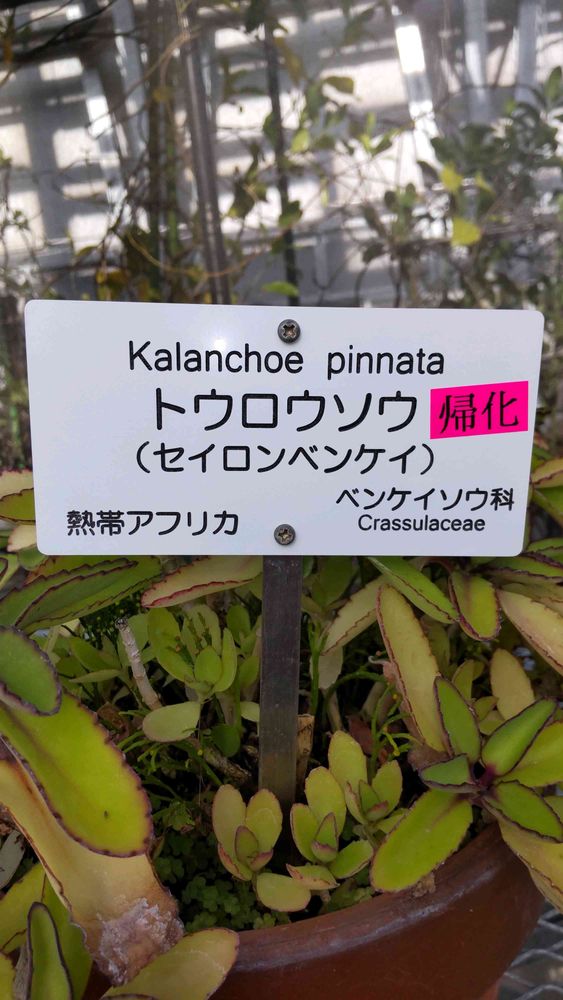 Kalanchoe pinnata
トウロウソウ 帰化
（セイロンベンケイ）
熱帯アフリカ ベンケイソウ科
Crassulaceae